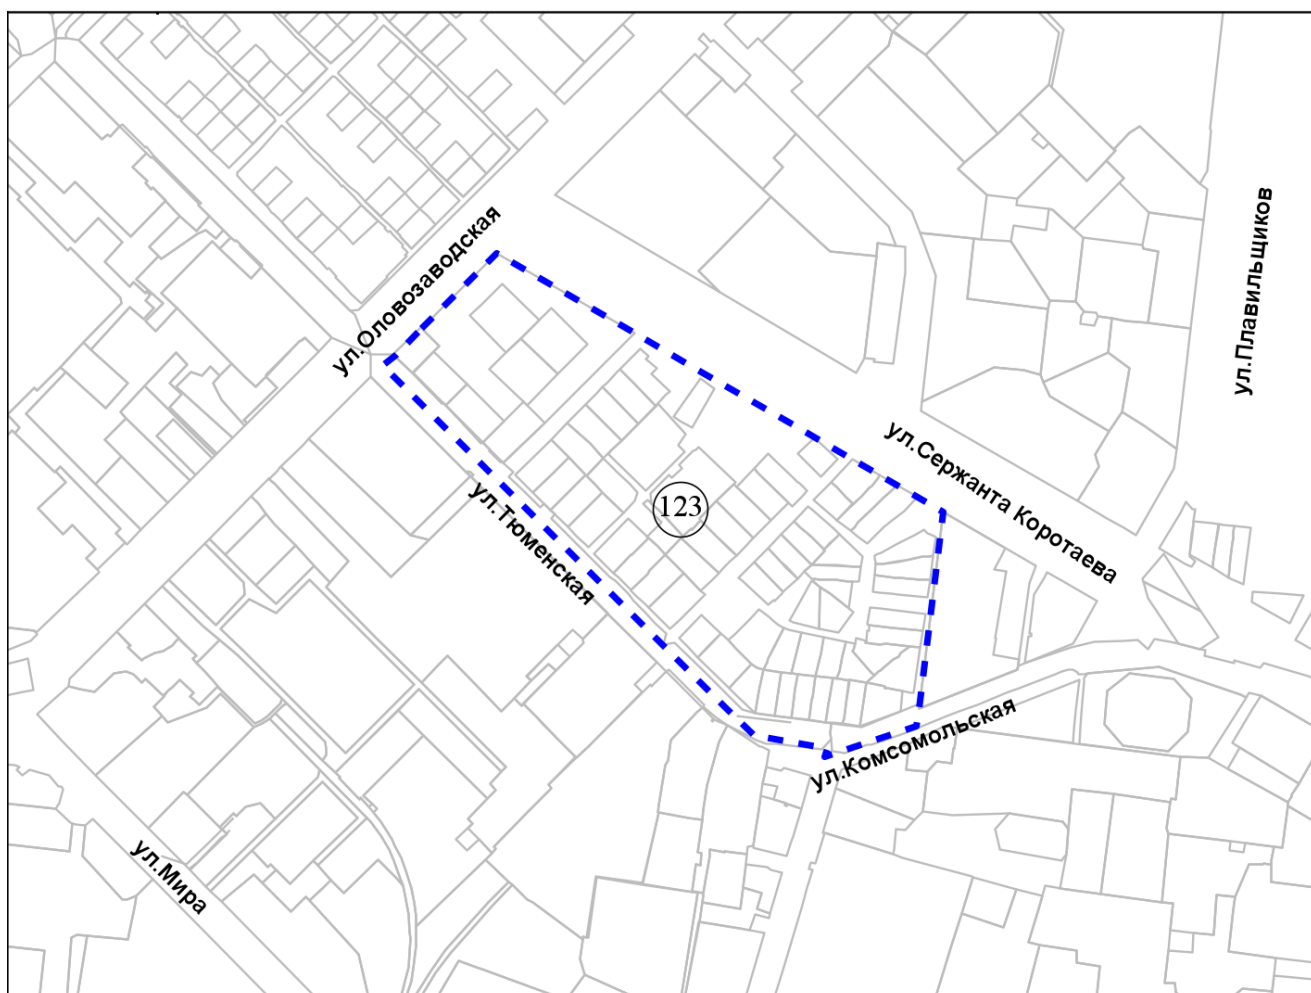 ул.Оловозаводская
ул.Плавильщиков
ул.Сержанта Коротаева
123
ул.Тюменская
ул.Комсомольская
ул.Мира